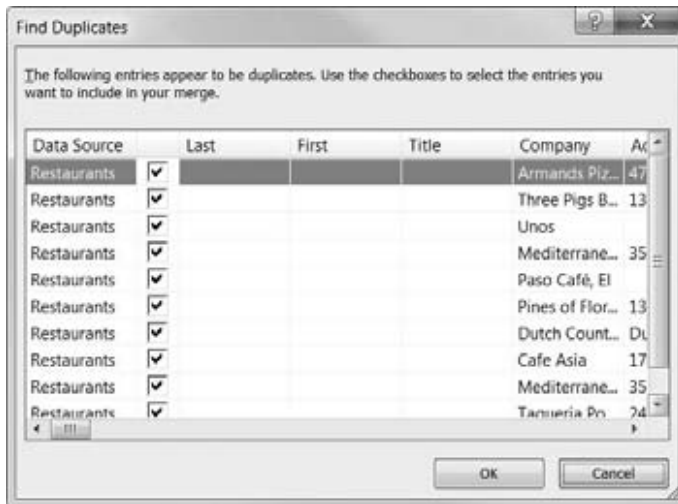 Find Duplicates
The following entries appear to be duplicates. Use the checkboxes to select the entries you
want to include in your merge.
Data Source Last First Title Company Ad
Restaurants Armands Piz... 47
Restaurants Three Pigs B... 13
Restaurants Unos
Restaurants Mediterrane... 35
Restaurants Paso Café, El
Restaurants Pines of Flor... 13
Restaurants Dutch Count... Du
Restaurants Cafe Asia 17
Restaurants Mediterrane... 35
Restaurants Taqueria Po 24
OK Cancel